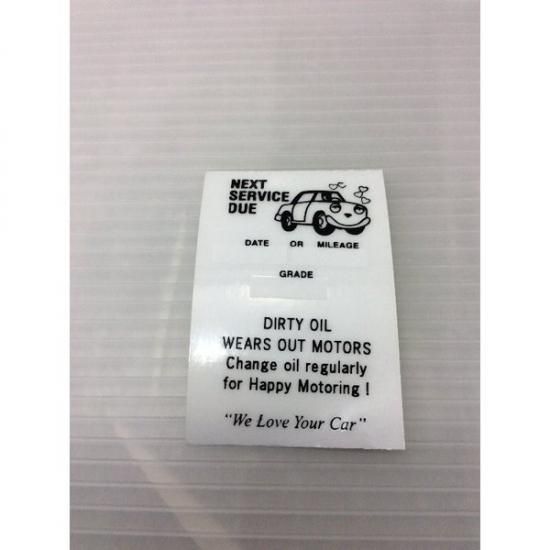 NEXT
SERVICE
DUE
DATE OR MILEAGE
GRADE
DIRTY OIL
WEARS OUT MOTORS
Change oil regularly
for Happy Motoring !
"We Love Your Car"